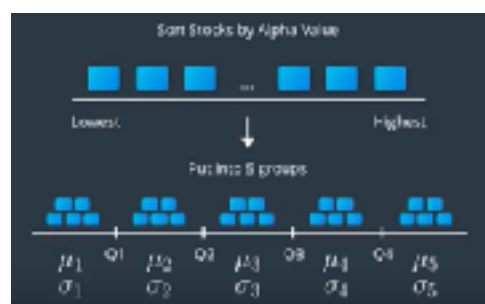 Sort Stocks by Alpha Value
...
Lowest Highest
Put Into 5 groups
Q1 Q2 Q3 Q4
μ1 μ2 μ3 μ4 μ5
σ1 σ2 σ3 σ4 σ5